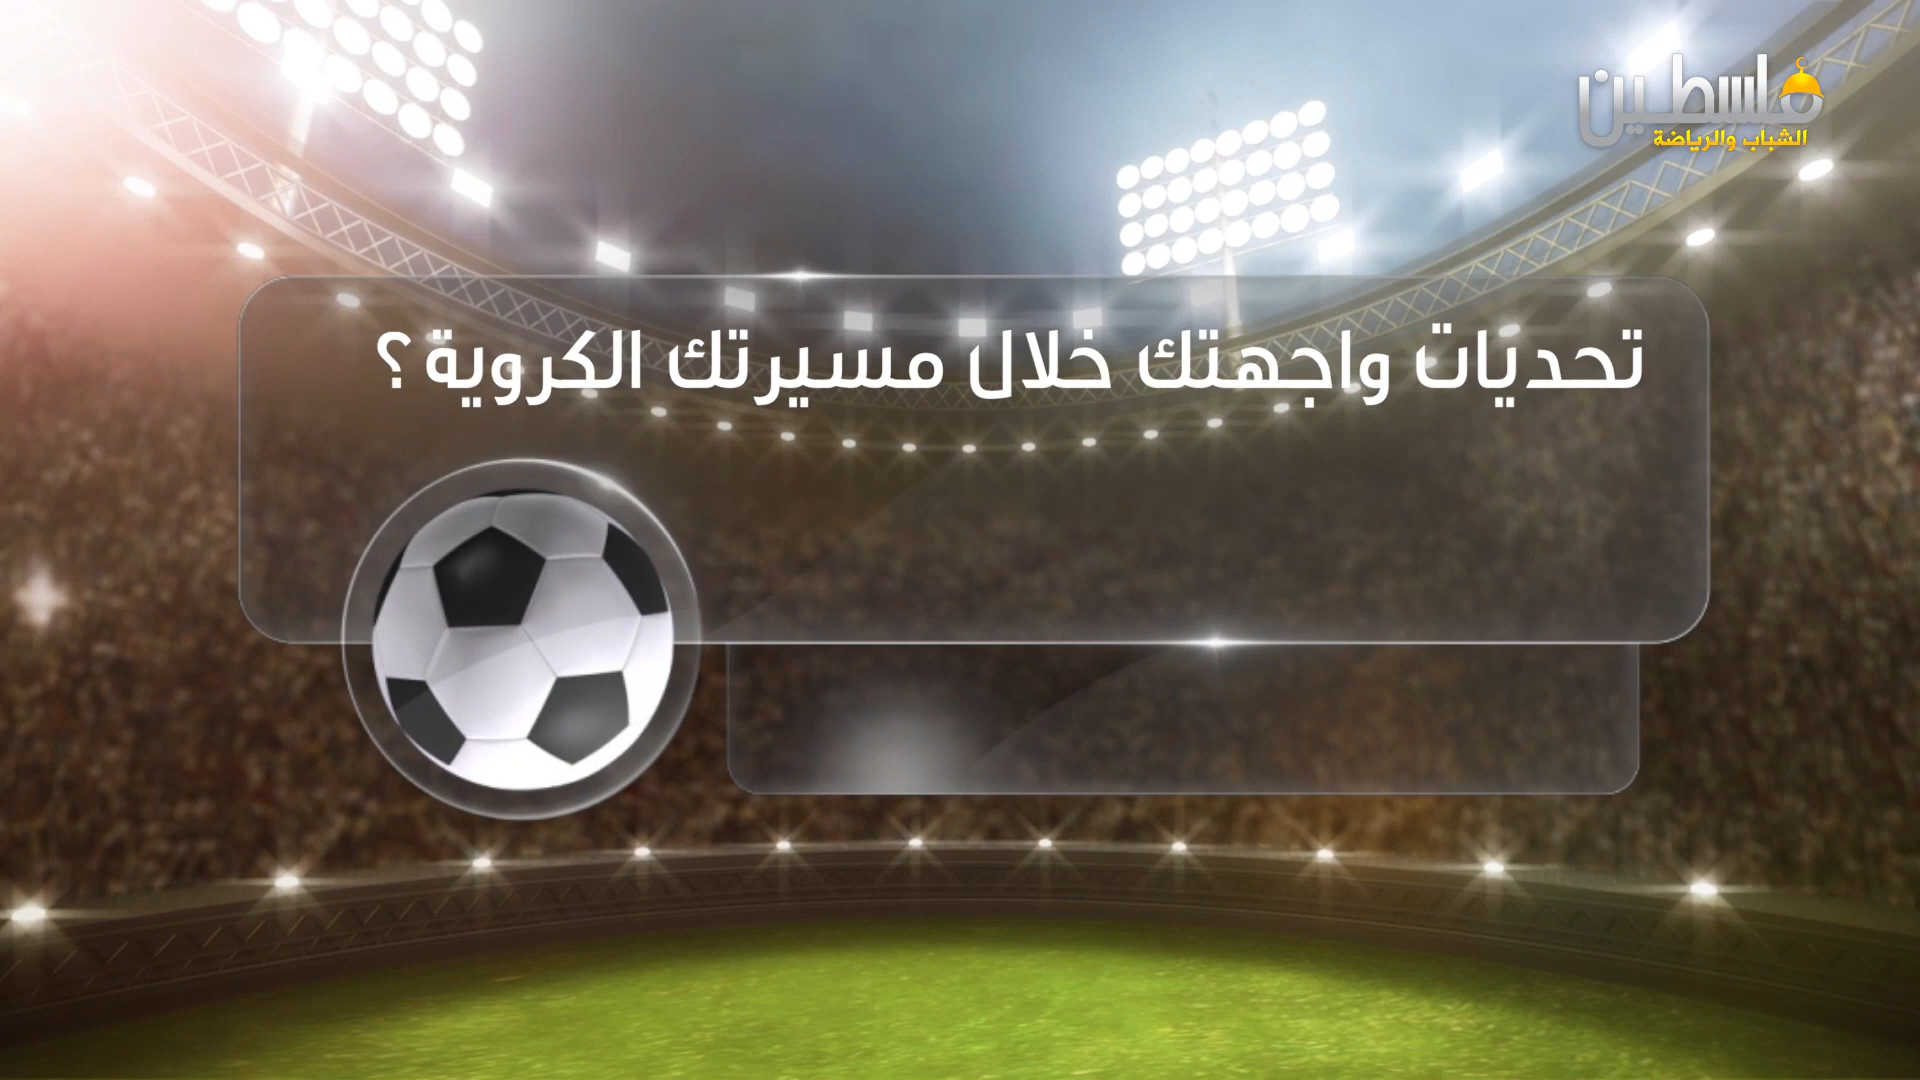 فلسطين
الشباب والرياضة
تحديات واجهتك خلال مسيرتك الكروية ؟